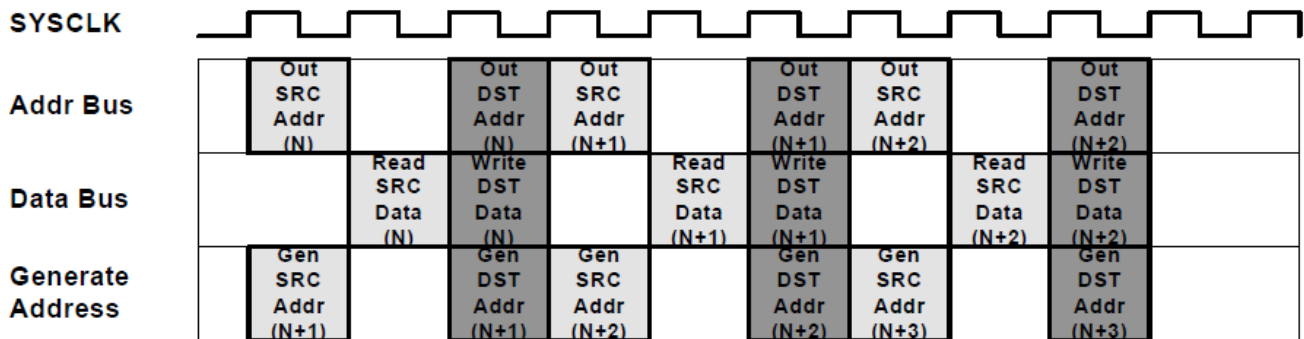 SYSCLK
Addr Bus
Out SRC Addr (N)
Out DST Addr (N)
Out SRC Addr (N+1)
Out DST Addr (N+1)
Out SRC Addr (N+2)
Out DST Addr (N+2)
Data Bus
Read SRC Data (N)
Write DST Data (N)
Read SRC Data (N+1)
Write DST Data (N+1)
Read SRC Data (N+2)
Write DST Data (N+2)
Generate Address
Gen SRC Addr (N+1)
Gen DST Addr (N+1)
Gen SRC Addr (N+2)
Gen DST Addr (N+2)
Gen SRC Addr (N+3)
Gen DST Addr (N+3)